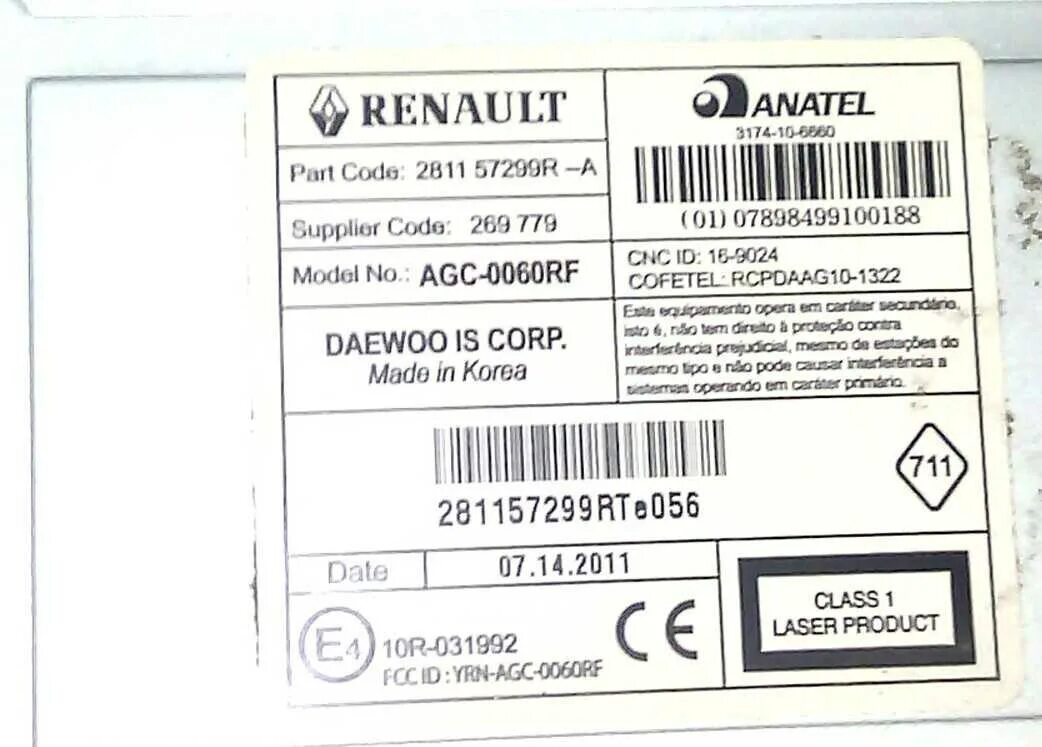 RENAULT
Part Code: 2811 57299R -A
Supplier Code: 269 779
Model No.: AGC-0060RF
DAEWOO IS CORP.
Made in Korea
ANATEL
3174-10-6660
(01) 07898499100188
CNC ID: 16-9024
COFETEL: RCPDAAG10-1322
Este equipamento opera em caráter secundário,
isto é, não tem direito à proteção contra
interferência prejudicial, mesmo de estações do
mesmo tipo e não pode causar interferência a
sistemas operando em caráter primário.
281157299RTe056
711
Date 07.14.2011
E4 10R-031992
FCC ID : YRN-AGC-0060RF
CE
CLASS 1
LASER PRODUCT